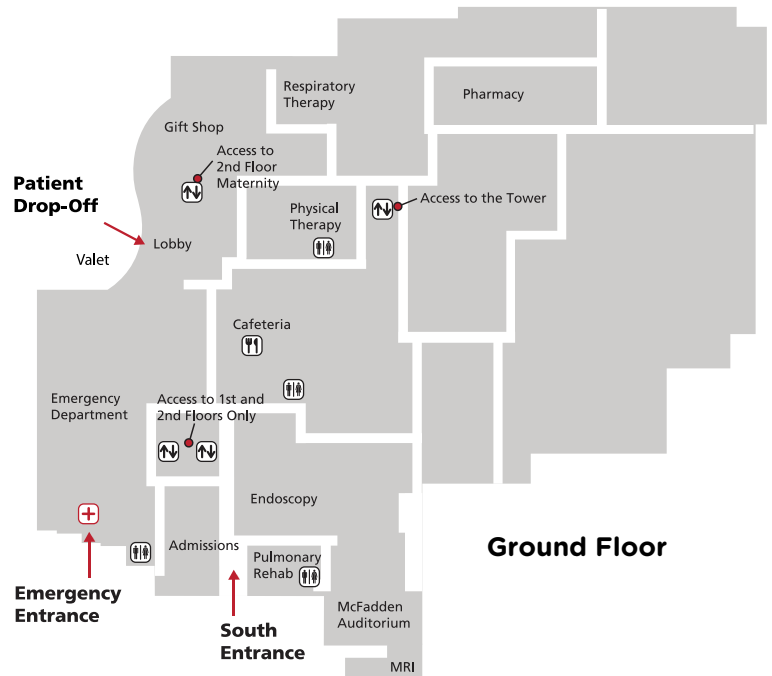 Respiratory
Therapy
Pharmacy
Gift Shop
Access to
2nd Floor
Maternity
Patient
Drop-Off
Physical
Therapy
Access to the Tower
Lobby
Valet
Cafeteria
Emergency
Department
Access to 1st and
2nd Floors Only
Endoscopy
Admissions
Pulmonary
Rehab
Ground Floor
Emergency
Entrance
South
Entrance
McFadden
Auditorium
MRI